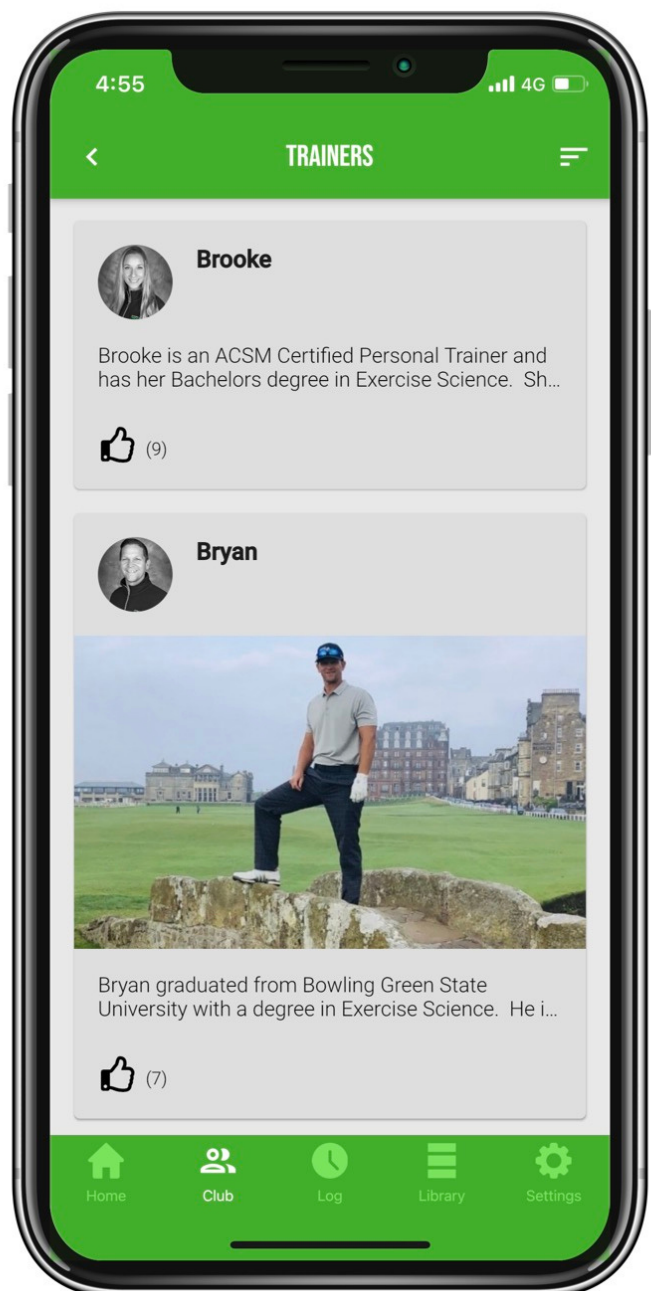 4:55
4G
TRAINERS
Brooke
Brooke is an ACSM Certified Personal Trainer and
has her Bachelors degree in Exercise Science.  Sh...
(9)
Bryan
Bryan graduated from Bowling Green State
University with a degree in Exercise Science.  He i...
(7)
Home
Club
Log
Library
Settings